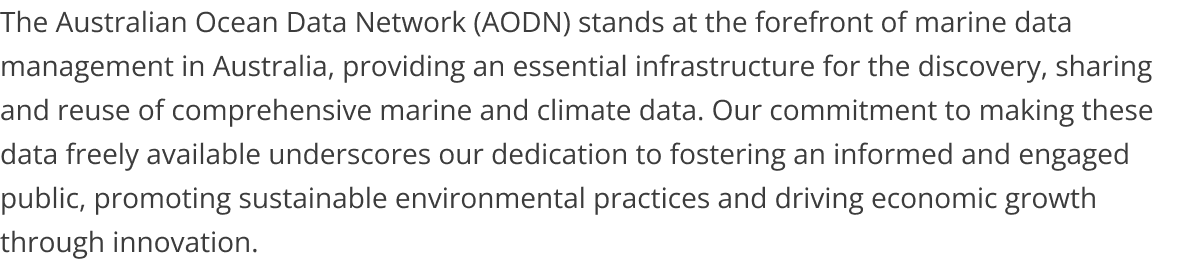 The Australian Ocean Data Network (AODN) stands at the forefront of marine data
management in Australia, providing an essential infrastructure for the discovery, sharing
and reuse of comprehensive marine and climate data. Our commitment to making these
data freely available underscores our dedication to fostering an informed and engaged
public, promoting sustainable environmental practices and driving economic growth
through innovation.